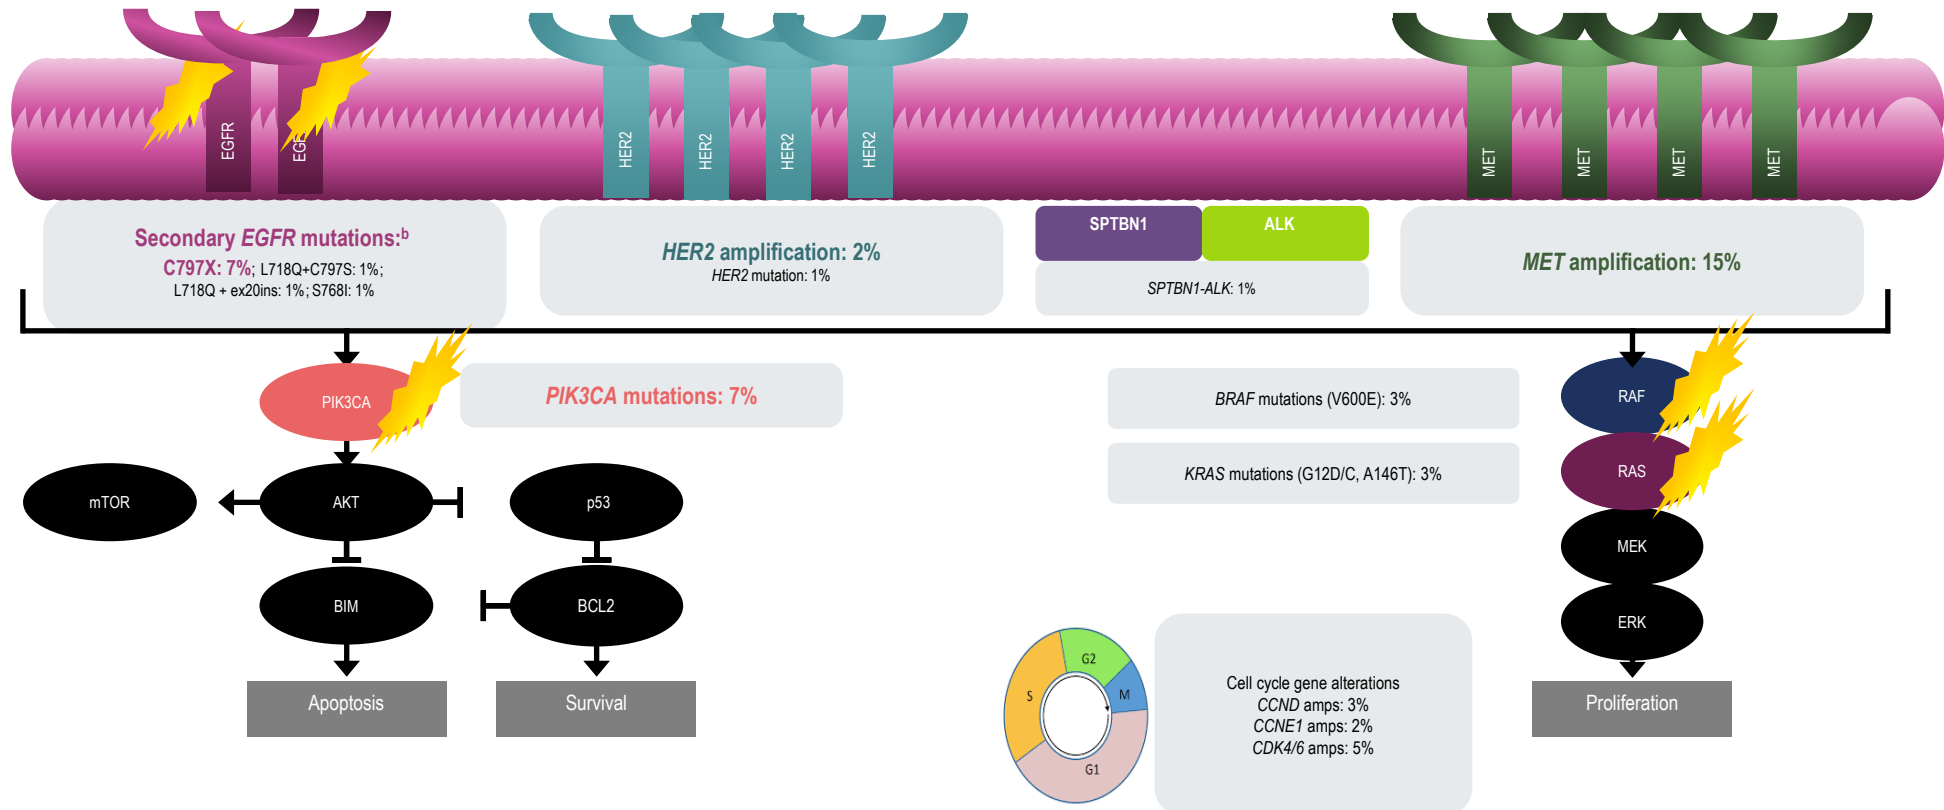 EGFR
EGFR
HER2
HER2
HER2
HER2
MET
MET
MET
MET
Secondary EGFR mutations:b
C797X: 7%; L718Q+C797S: 1%;
L718Q + ex20ins: 1%; S768I: 1%
HER2 amplification: 2%
HER2 mutation: 1%
SPTBN1
ALK
SPTBN1-ALK: 1%
MET amplification: 15%
PIK3CA
PIK3CA mutations: 7%
BRAF mutations (V600E): 3%
RAF
KRAS mutations (G12D/C, A146T): 3%
RAS
mTOR
AKT
p53
MEK
BIM
BCL2
ERK
Apoptosis
Survival
G2
S
M
G1
Cell cycle gene alterations
CCND amps: 3%
CCNE1 amps: 2%
CDK4/6 amps: 5%
Proliferation